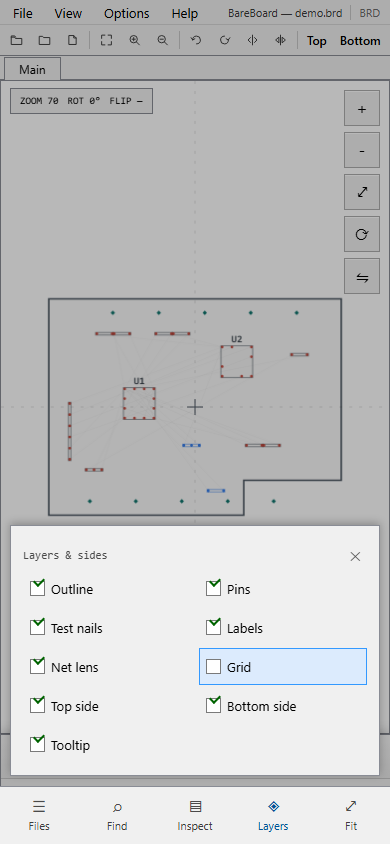 File View Options Help BareBoard — demo.brd BRD
Top Bottom
Main
ZOOM 70 ROT 0° FLIP —
+
-
U2
U1
Layers & sides
Outline Pins
Test nails Labels
Net lens Grid
Top side Bottom side
Tooltip
Files Find Inspect Layers Fit